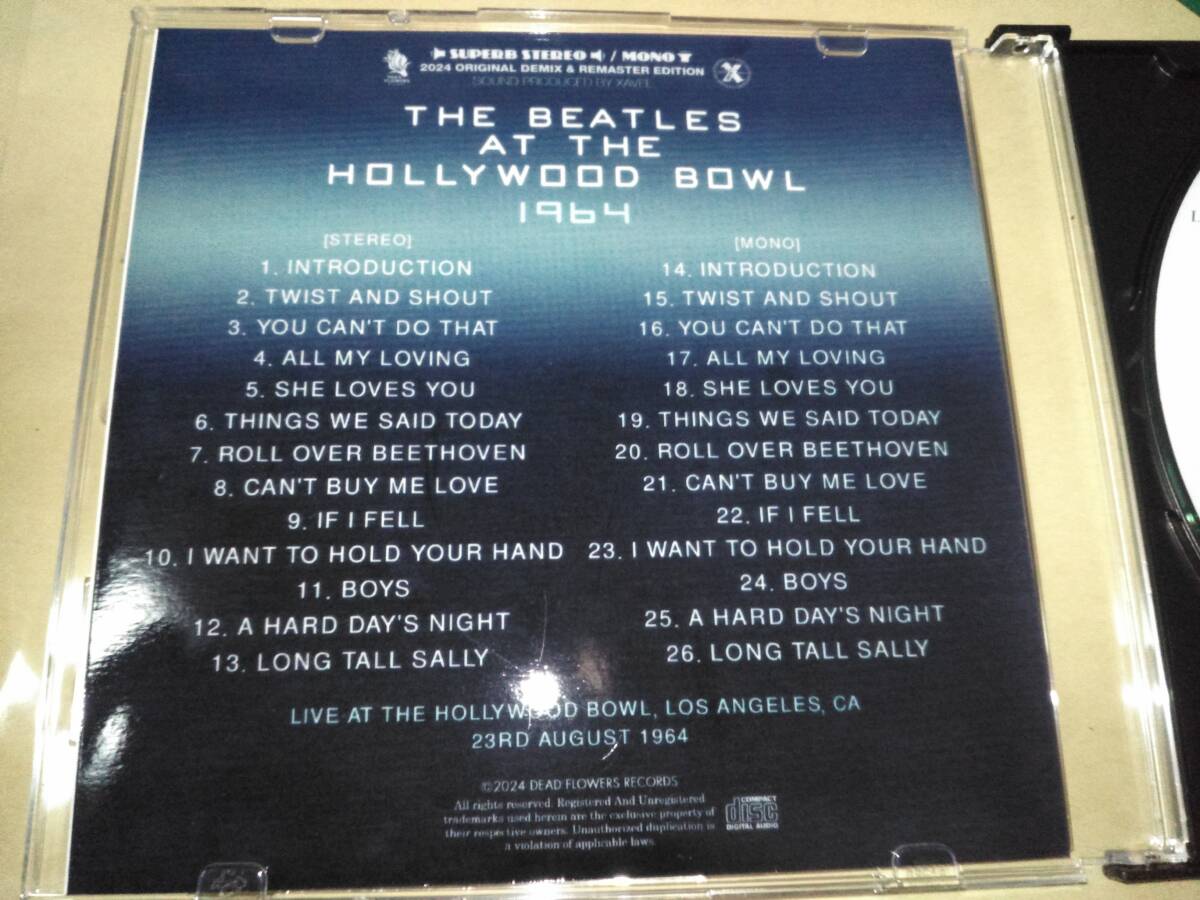 SUPERB STEREO / MONO
2024 ORIGINAL DEMIX & REMASTER EDITION
SOUND PRODUCED BY XAVEL
THE BEATLES
AT THE
HOLLYWOOD BOWL
1964
[STEREO]
1. INTRODUCTION
2. TWIST AND SHOUT
3. YOU CAN'T DO THAT
4. ALL MY LOVING
5. SHE LOVES YOU
6. THINGS WE SAID TODAY
7. ROLL OVER BEETHOVEN
8. CAN'T BUY ME LOVE
9. IF I FELL
10. I WANT TO HOLD YOUR HAND
11. BOYS
12. A HARD DAY'S NIGHT
13. LONG TALL SALLY
[MONO]
14. INTRODUCTION
15. TWIST AND SHOUT
16. YOU CAN'T DO THAT
17. ALL MY LOVING
18. SHE LOVES YOU
19. THINGS WE SAID TODAY
20. ROLL OVER BEETHOVEN
21. CAN'T BUY ME LOVE
22. IF I FELL
23. I WANT TO HOLD YOUR HAND
24. BOYS
25. A HARD DAY'S NIGHT
26. LONG TALL SALLY
LIVE AT THE HOLLYWOOD BOWL, LOS ANGELES, CA
23RD AUGUST 1964
©2024 DEAD FLOWERS RECORDS
All rights reserved. Registered And Unregistered
trademarks used herein are the exclusive property of
their respective owners. Unauthorized duplication is
a violation of applicable laws.
COMPACT
disc
DIGITAL AUDIO